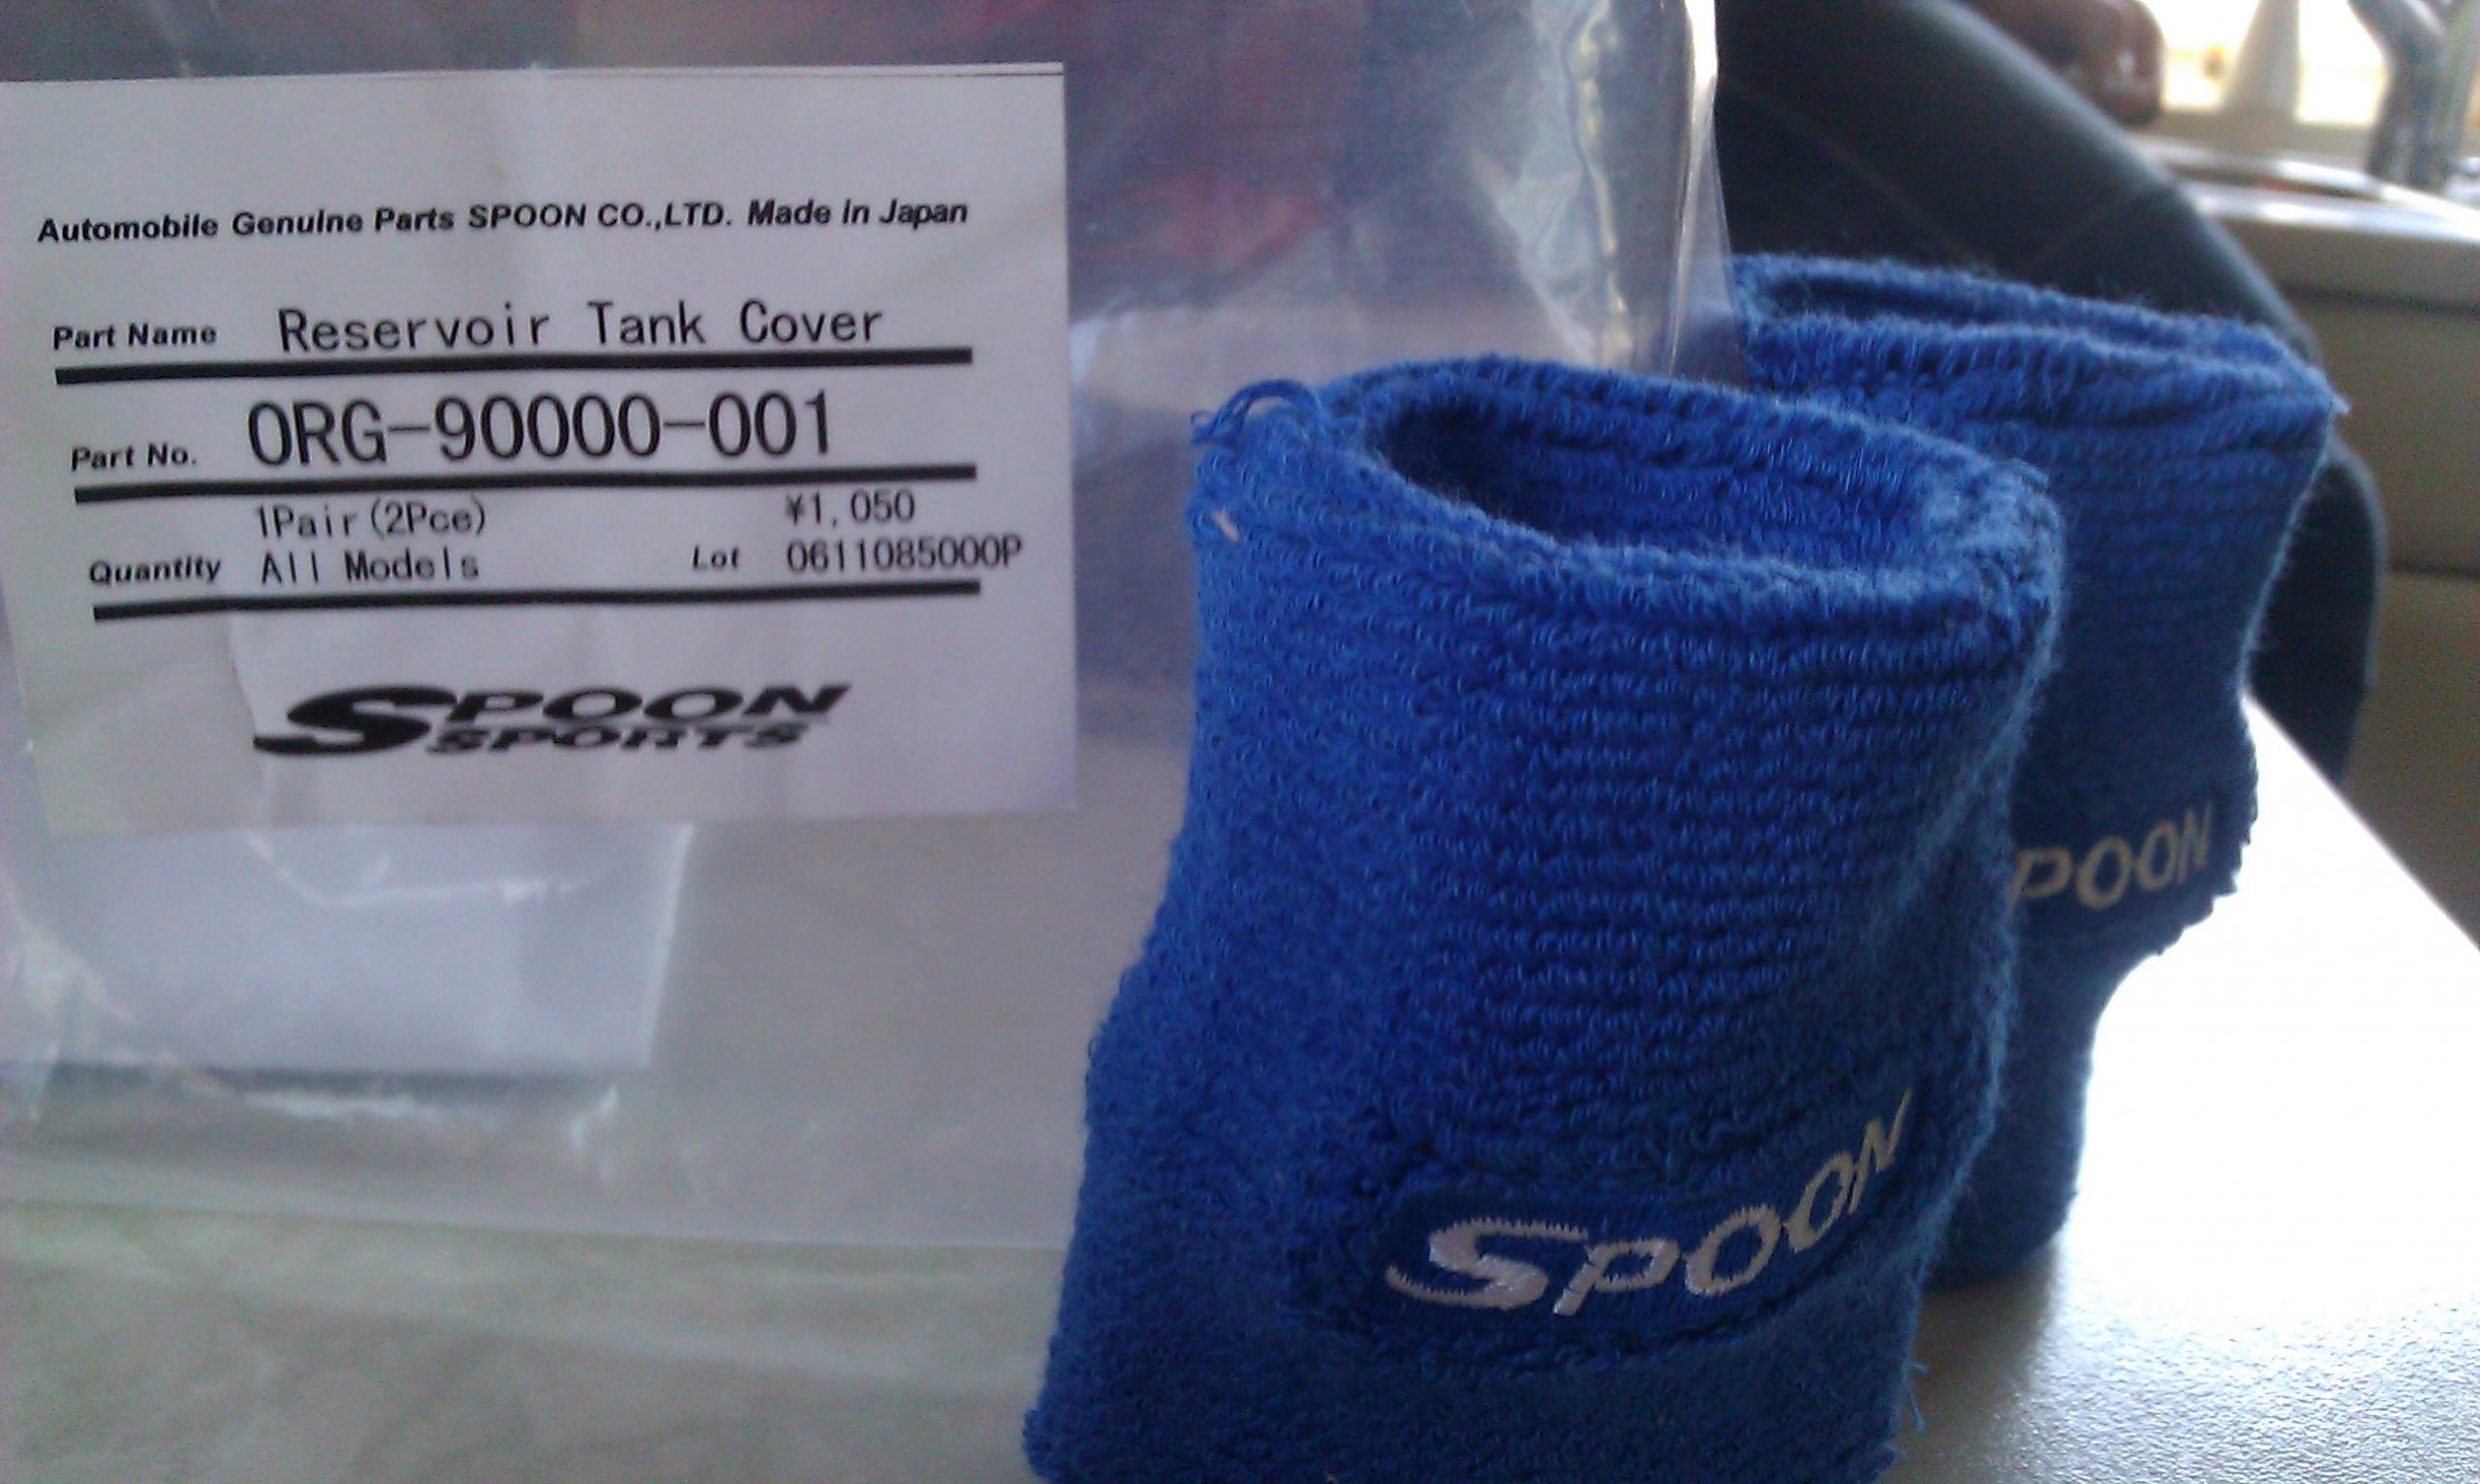 Automobile Genuine Parts SPOON CO.,LTD. Made in Japan
Part Name Reservoir Tank Cover
Part No. ORG-90000-001
1Pair(2Pce) ¥1,050
Quantity All Models Lot 0611085000P
SPOON
SPORTS
SPOON
POON